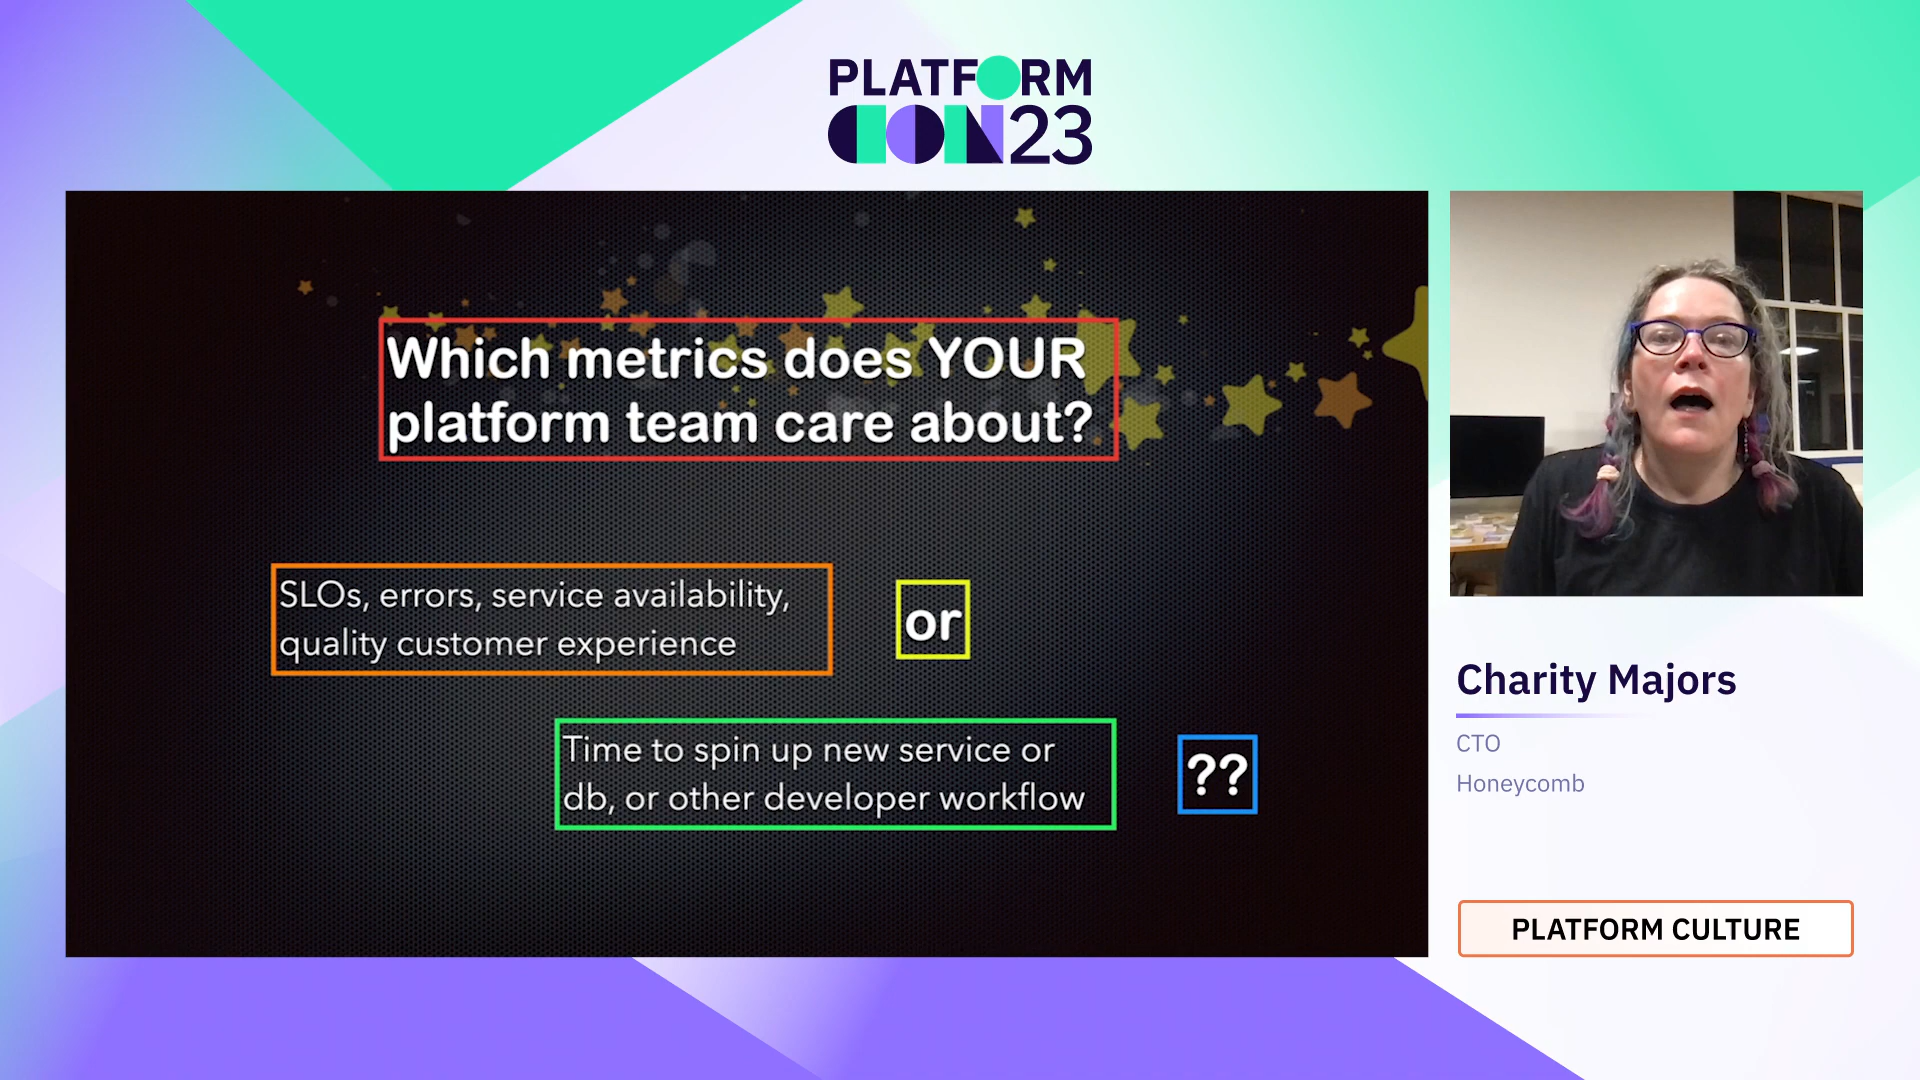 PLATFORM
CON23
Which metrics does YOUR
platform team care about?
SLOs, errors, service availability,
quality customer experience
or
Time to spin up new service or
db, or other developer workflow
??
Charity Majors
CTO
Honeycomb
PLATFORM CULTURE